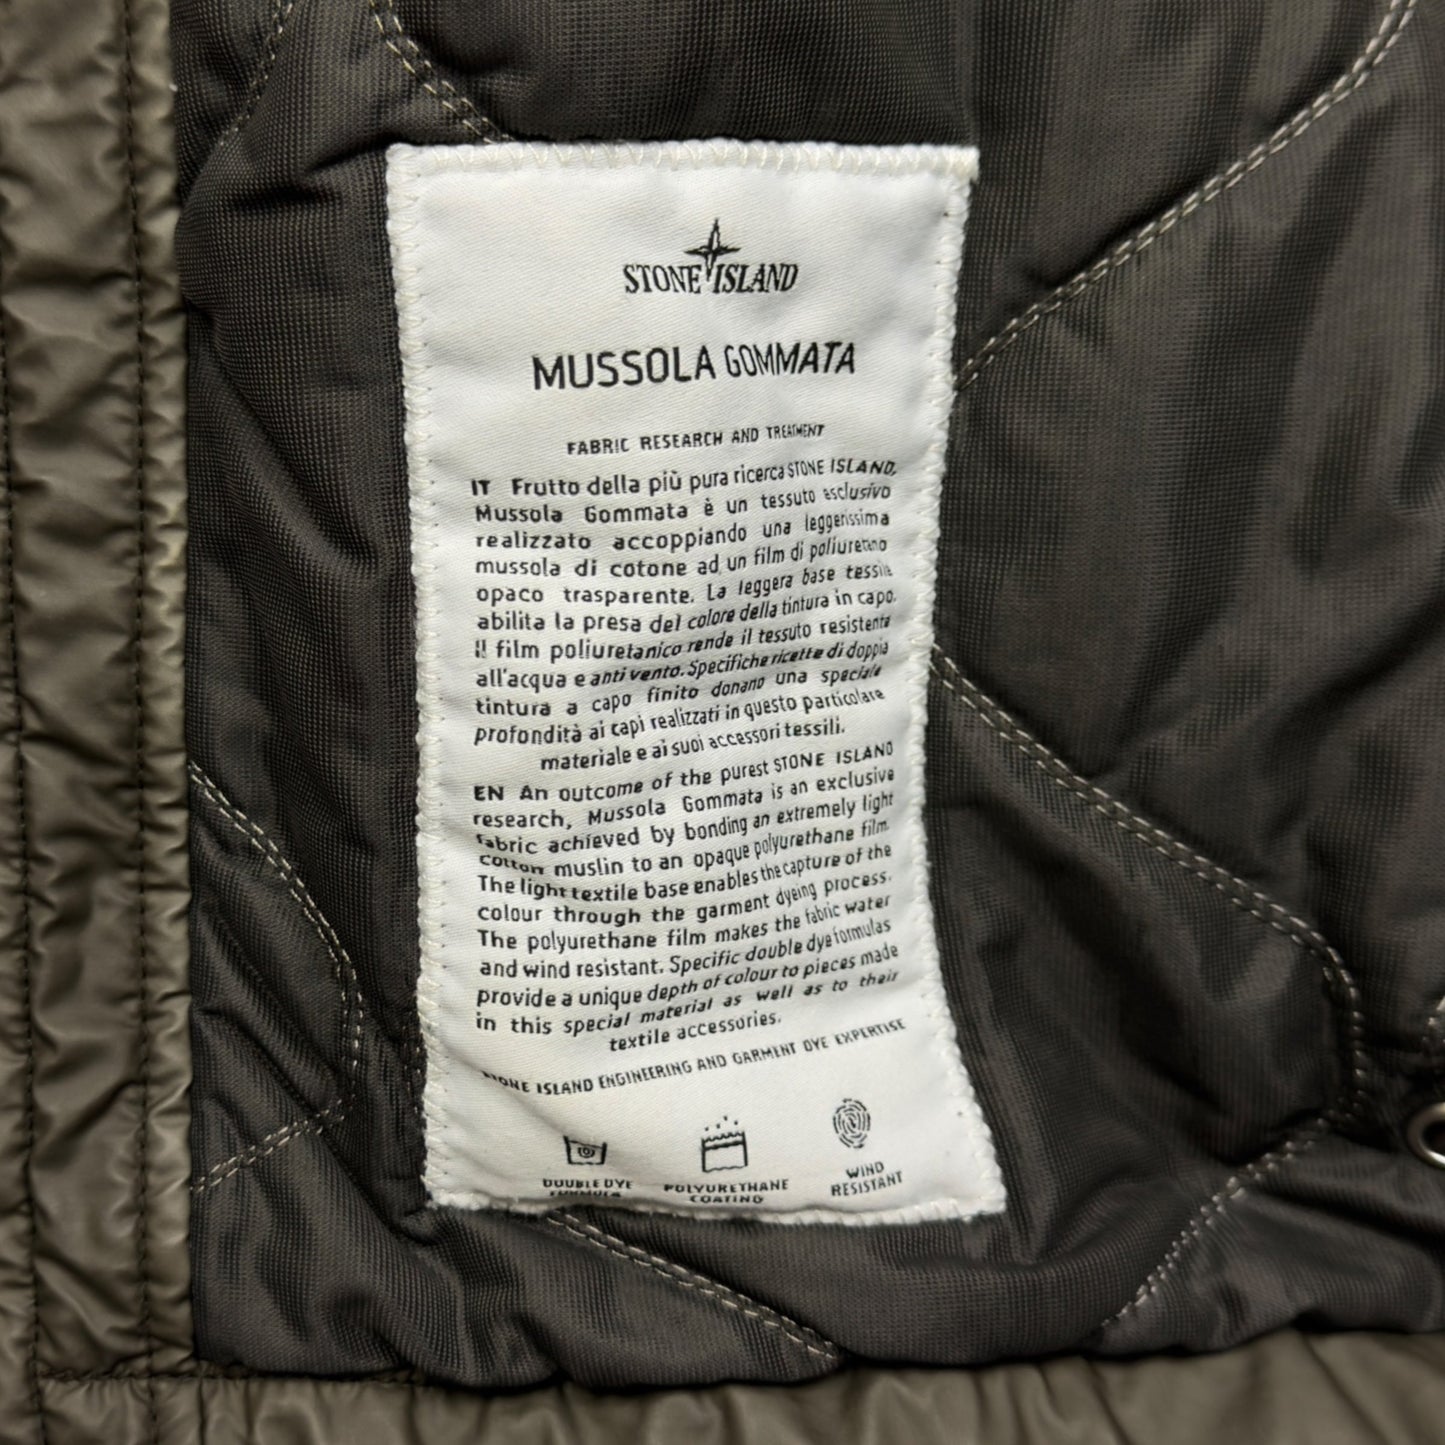 STONE ISLAND
MUSSOLA GOMMATA
FABRIC RESEARCH AND TREATMENT
IT Frutto della più pura ricerca STONE ISLAND,
Mussola Gommata è un tessuto esclusivo
realizzato accoppiando una leggerissima
mussola di cotone ad un film di poliuretano
opaco trasparente. La leggera base tessile
abilita la presa del colore della tintura in capo.
Il film poliuretanico rende il tessuto resistente
all'acqua e anti vento. Specifiche ricette di doppia
tintura a capo finito donano una speciale
profondità ai capi realizzati in questo particolare
materiale e ai suoi accessori tessili.
EN An outcome of the purest STONE ISLAND
research, Mussola Gommata is an exclusive
fabric achieved by bonding an extremely light
cotton muslin to an opaque polyurethane film.
The light textile base enables the capture of the
colour through the garment dyeing process.
The polyurethane film makes the fabric water
and wind resistant. Specific double dye formulas
provide a unique depth of colour to pieces made
in this special material as well as to their
textile accessories.
STONE ISLAND ENGINEERING AND GARMENT DYE EXPERTISE
DOUBLE DYE
FORMULA
POLYURETHANE
COATING
WIND
RESISTANT